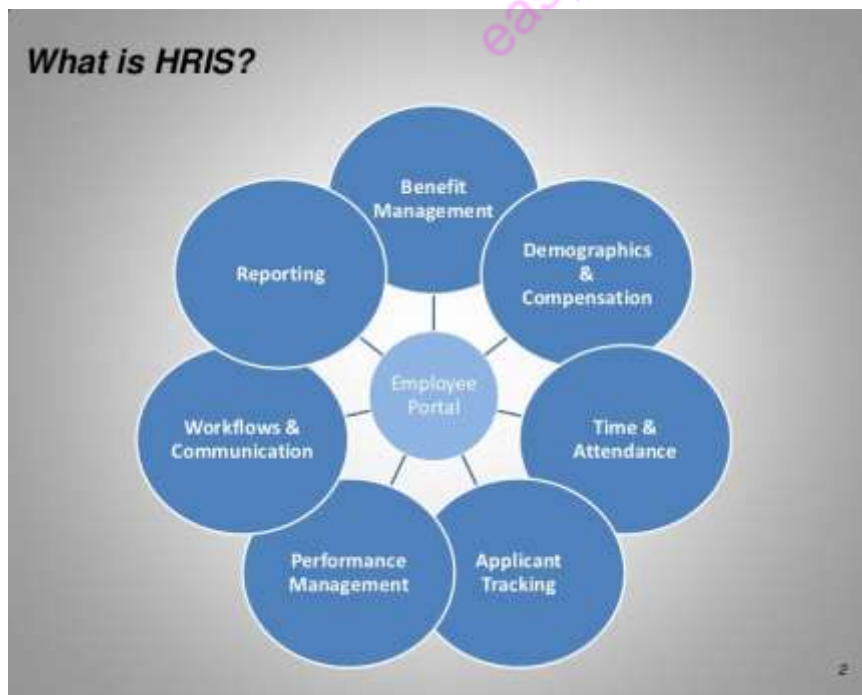 What is HRIS?
Benefit
Management
Demographics
&
Compensation
Time &
Attendance
Applicant
Tracking
Performance
Management
Workflows &
Communication
Reporting
Employee
Portal
2